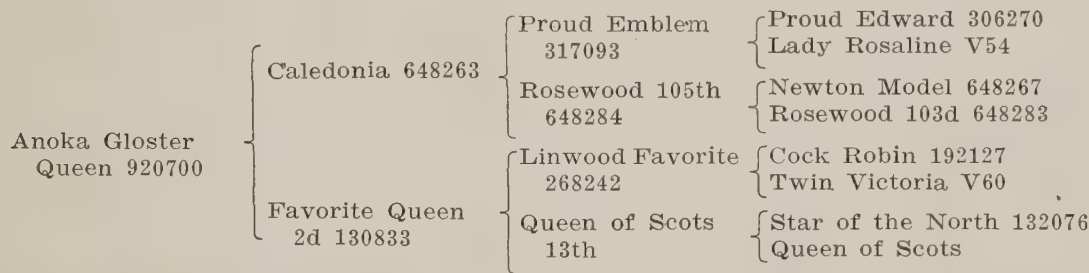 Proud Emblem
317093
Proud Edward 306270
Lady Rosaline V54
Caledonia 648263
Rosewood 105th
648284
Newton Model 648267
Rosewood 103d 648283
Anoka Gloster
Queen 920700
Linwood Favorite
268242
Cock Robin 192127
Twin Victoria V60
Favorite Queen
2d 130833
Queen of Scots
13th
Star of the North 132076
Queen of Scots